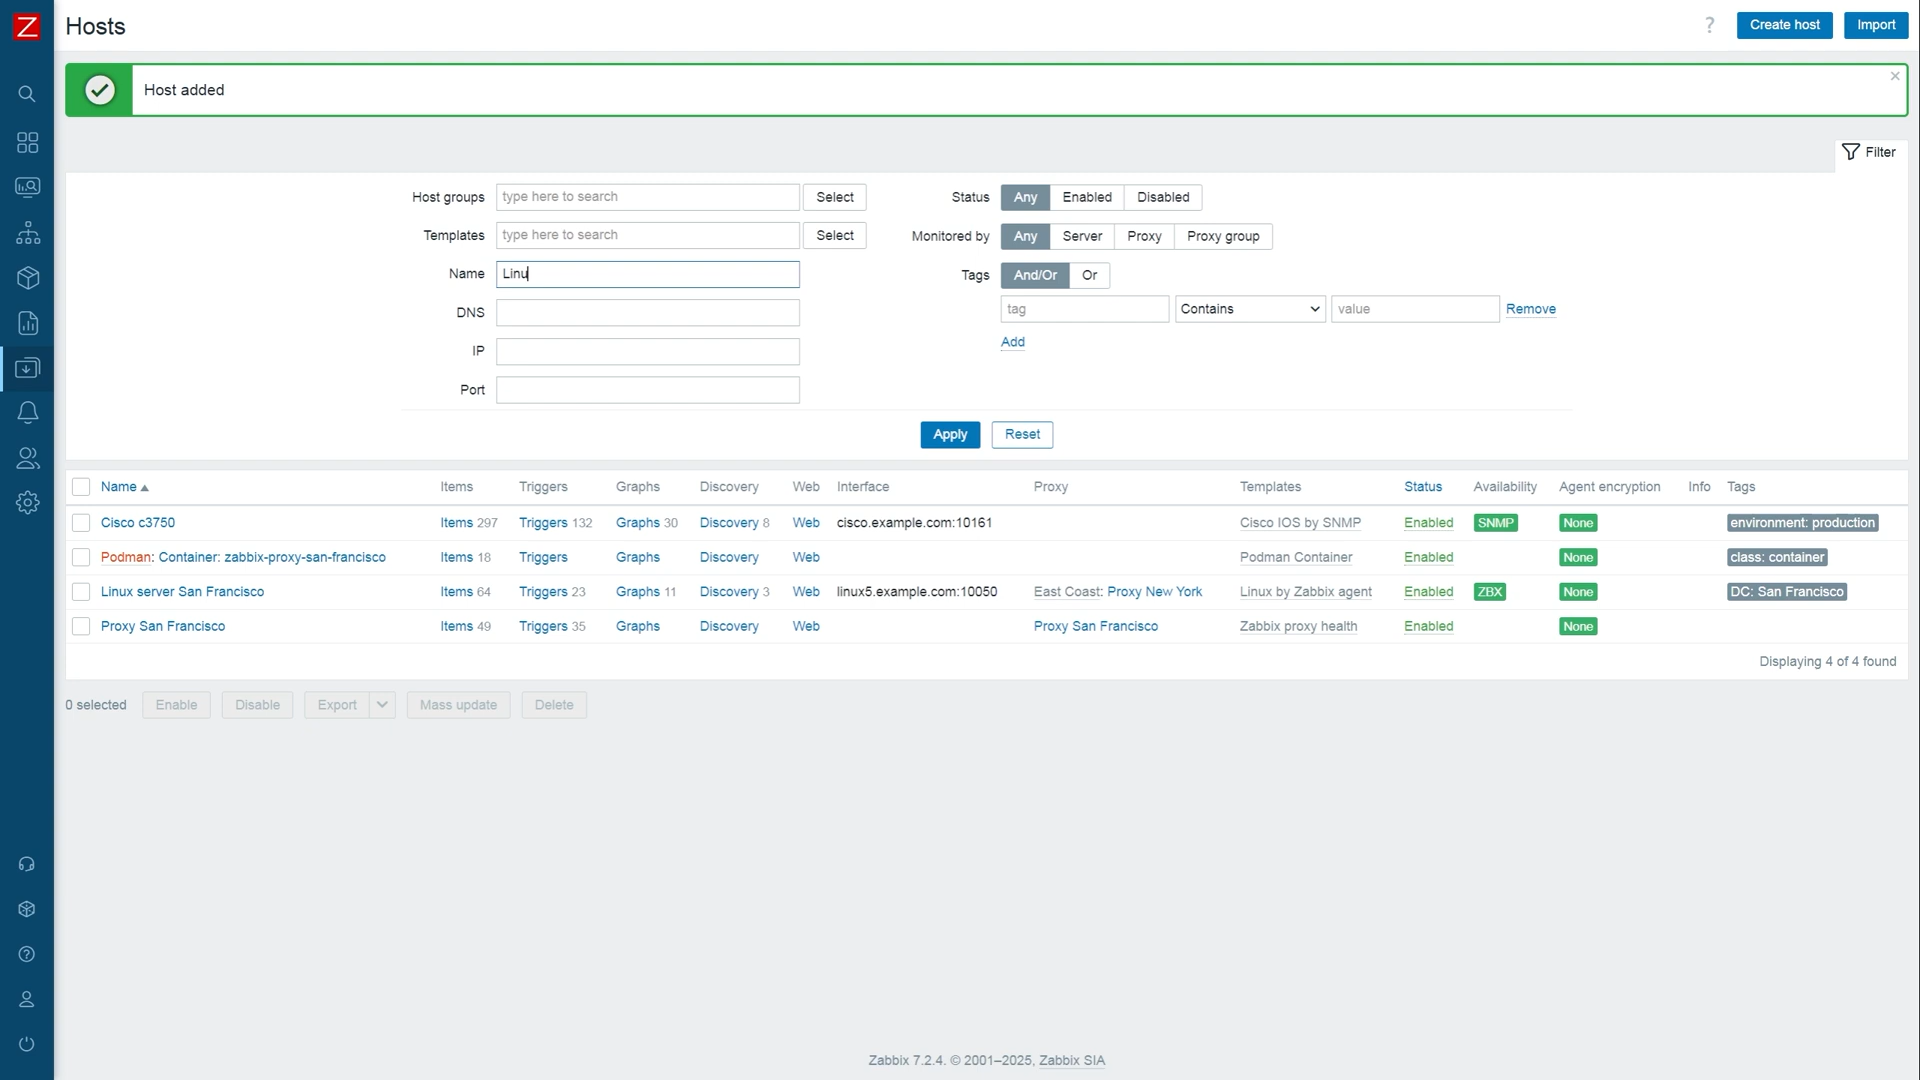 Z Hosts ? Create host Import
Host added ×
Filter
Host groups type here to search Select Status Any Enabled Disabled
Templates type here to search Select Monitored by Any Server Proxy Proxy group
Name Linu Tags And/Or Or
tag Contains value Remove
DNS
Add
IP
Port
Apply Reset
Name Items Triggers Graphs Discovery Web Interface Proxy Templates Status Availability Agent encryption Info Tags
Cisco c3750 Items 297 Triggers 132 Graphs 30 Discovery 8 Web cisco.example.com:10161 Cisco IOS by SNMP Enabled SNMP None environment: production
Podman: Container: zabbix-proxy-san-francisco Items 18 Triggers Graphs Discovery Web Podman Container Enabled None class: container
Linux server San Francisco Items 64 Triggers 23 Graphs 11 Discovery 3 Web linux5.example.com:10050 East Coast: Proxy New York Linux by Zabbix agent Enabled ZBX None DC: San Francisco
Proxy San Francisco Items 49 Triggers 35 Graphs Discovery Web Proxy San Francisco Zabbix proxy health Enabled None
Displaying 4 of 4 found
0 selected Enable Disable Export Mass update Delete
Zabbix 7.2.4. © 2001–2025, Zabbix SIA